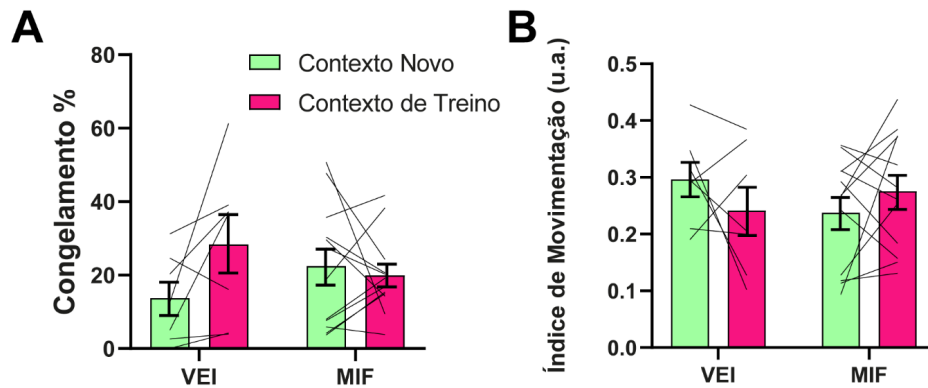 A
Congelamento %
80
60
40
20
0
Contexto Novo
Contexto de Treino
VEI
MIF
B
Índice de Movimentação (u.a.)
0.5
0.4
0.3
0.2
0.1
0.0
VEI
MIF